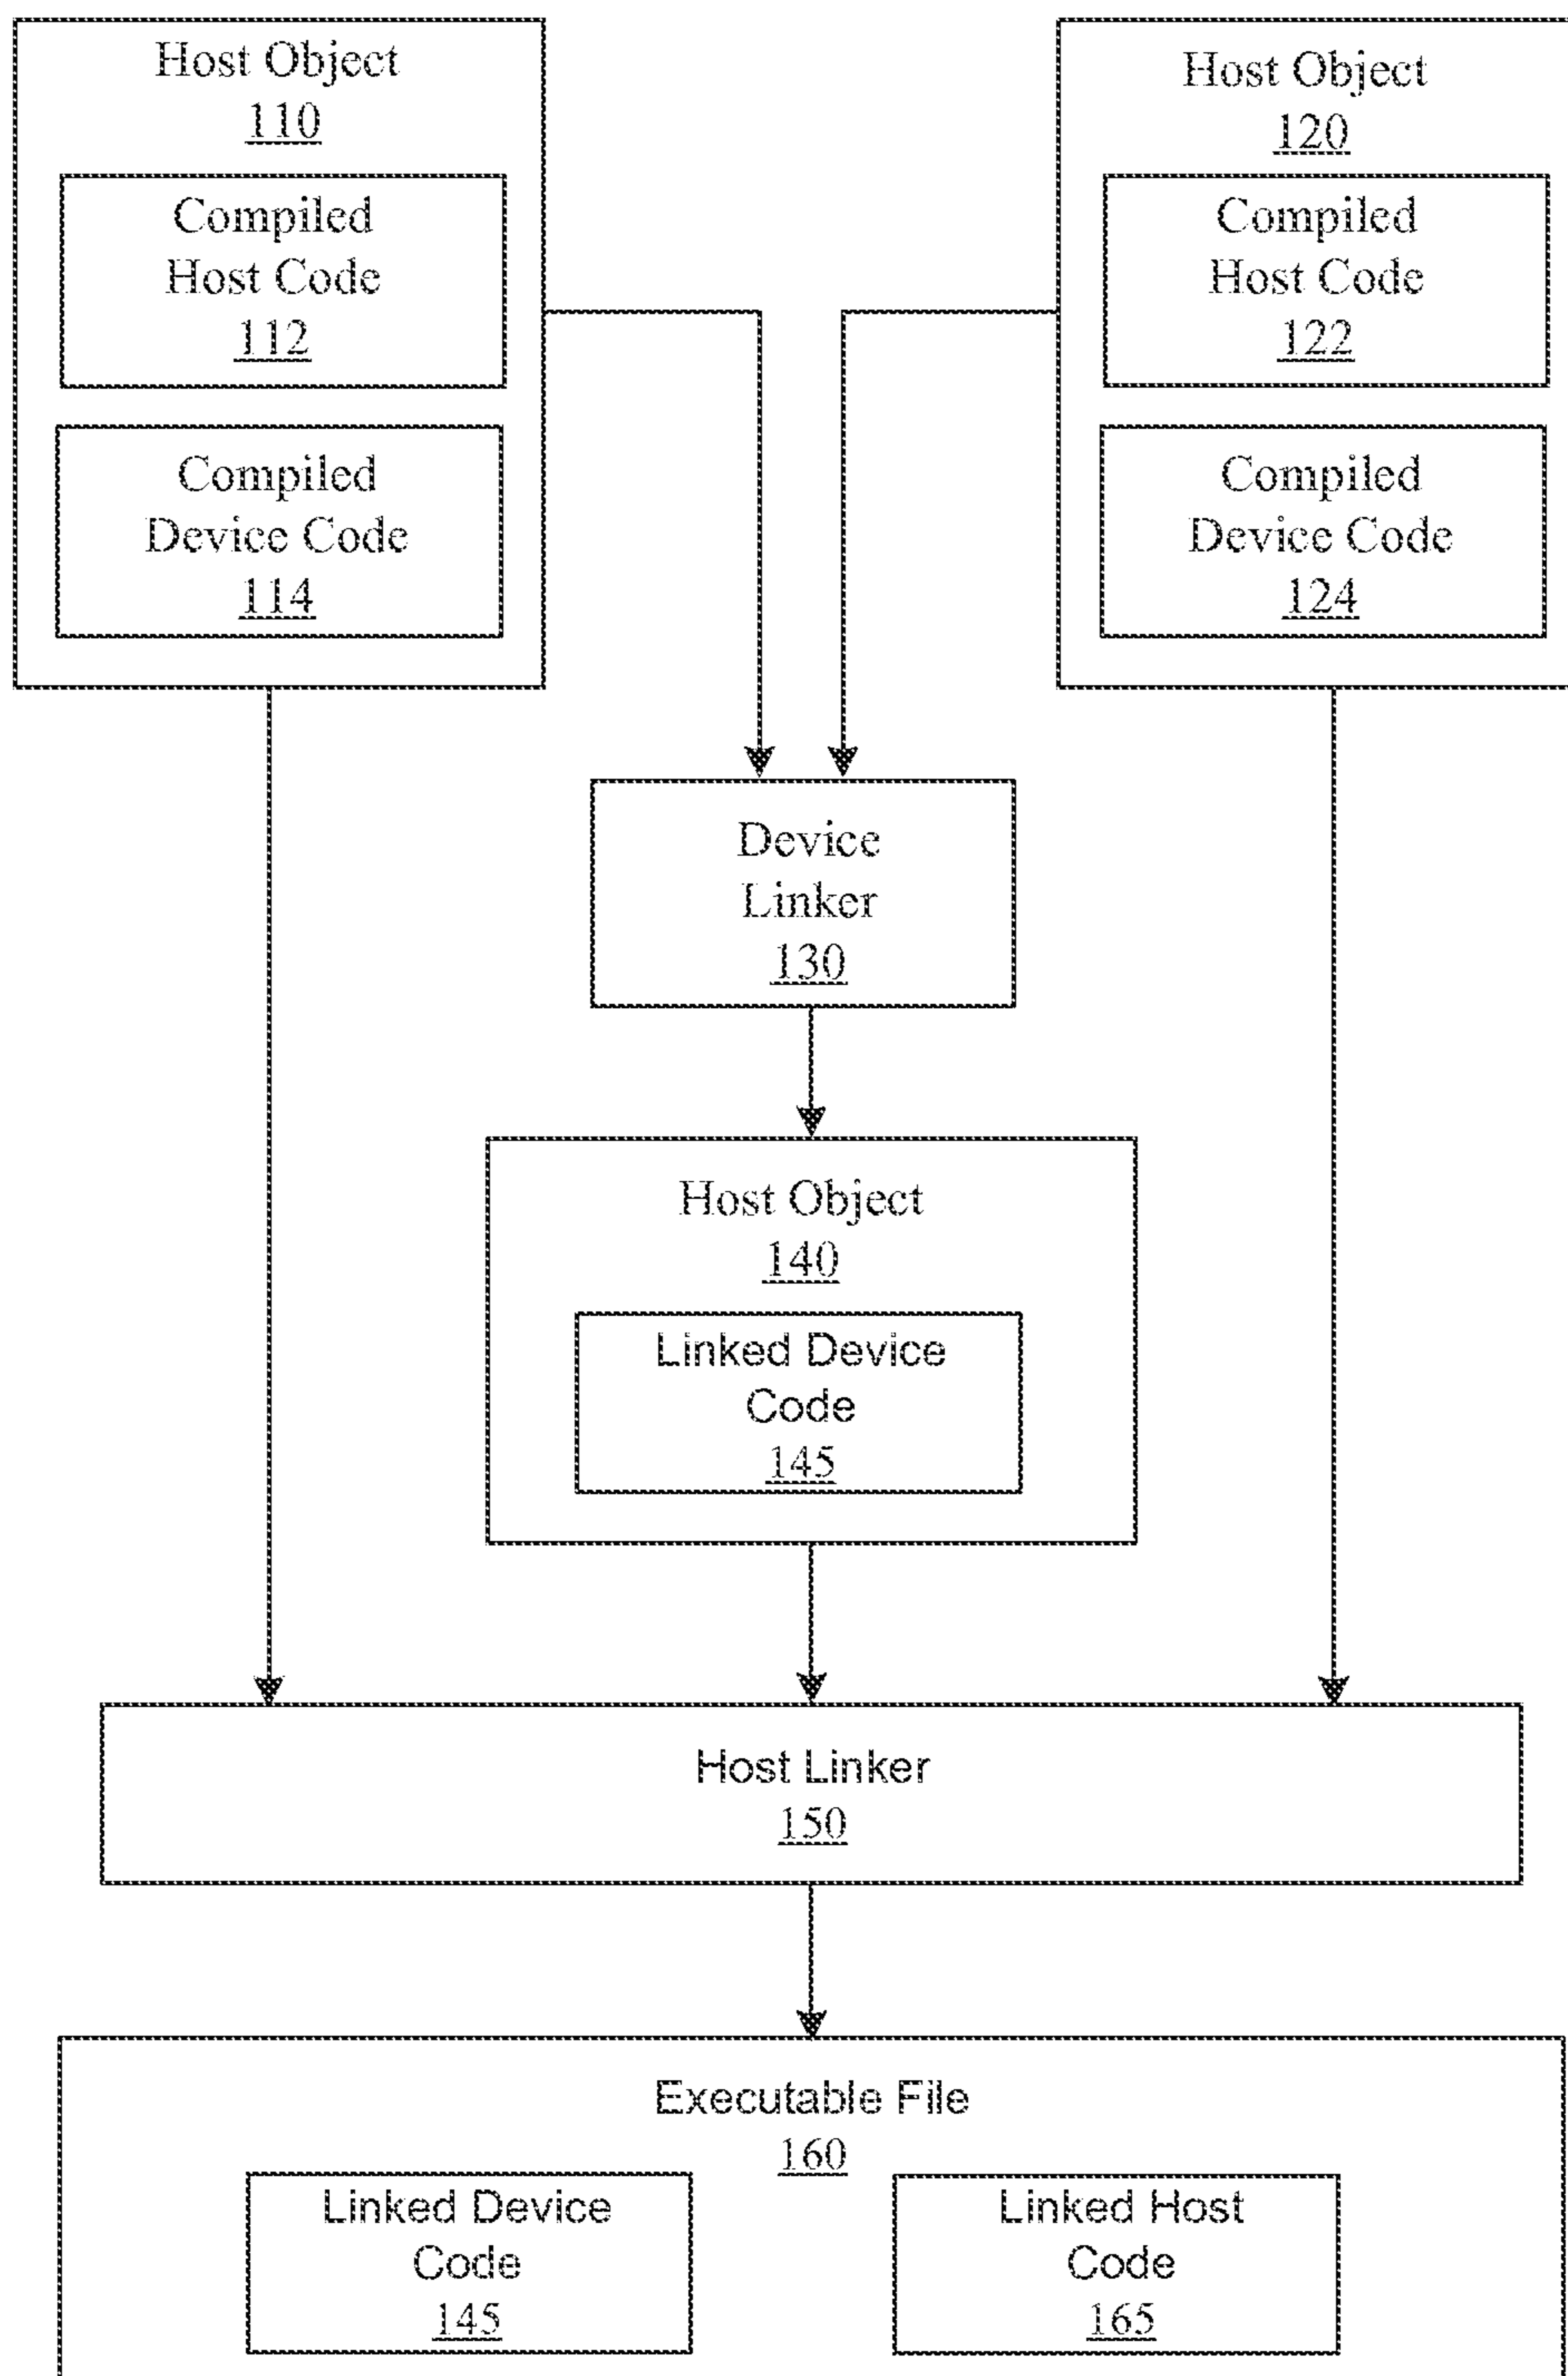 Host Object
110
Compiled
Host Code
112
Compiled
Device Code
114
Host Object
120
Compiled
Host Code
122
Compiled
Device Code
124
Device
Linker
130
Host Object
140
Linked Device
Code
145
Host Linker
150
Executable File
160
Linked Device
Code
145
Linked Host
Code
165